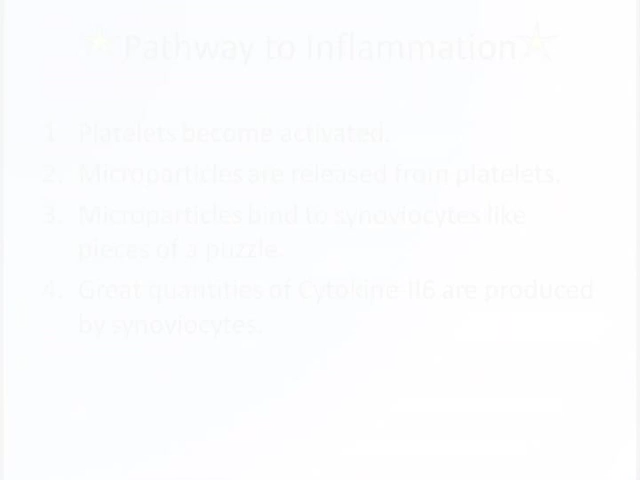 Pathway to Inflammation
1. Platelets become activated.
2. Microparticles are released from platelets.
3. Microparticles bind to synoviocytes like
pieces of a puzzle.
4. Great quantities of Cytokine Il6 are produced
by synoviocytes.